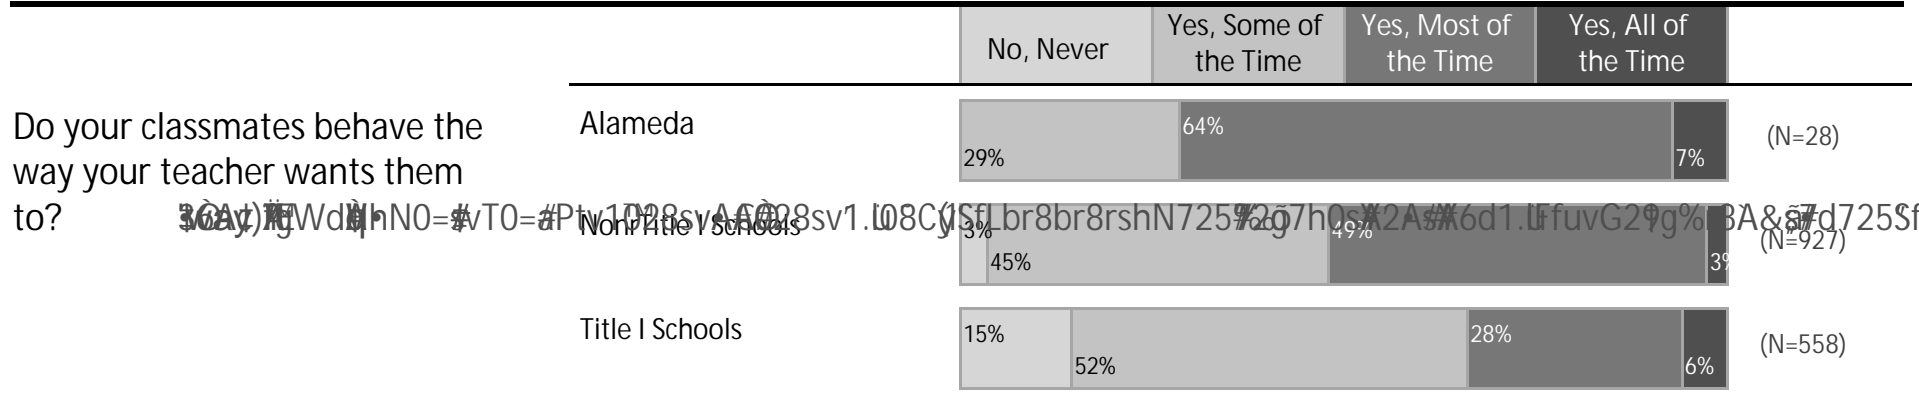 No, Never
Yes, Some of
the Time
Yes, Most of
the Time
Yes, All of
the Time
Do your classmates behave the
way your teacher wants them
to?
Alameda
29%
64%
7%
(N=28)
Schools
3%
45%
49%
3%
(N=927)
Title I Schools
15%
52%
28%
6%
(N=558)